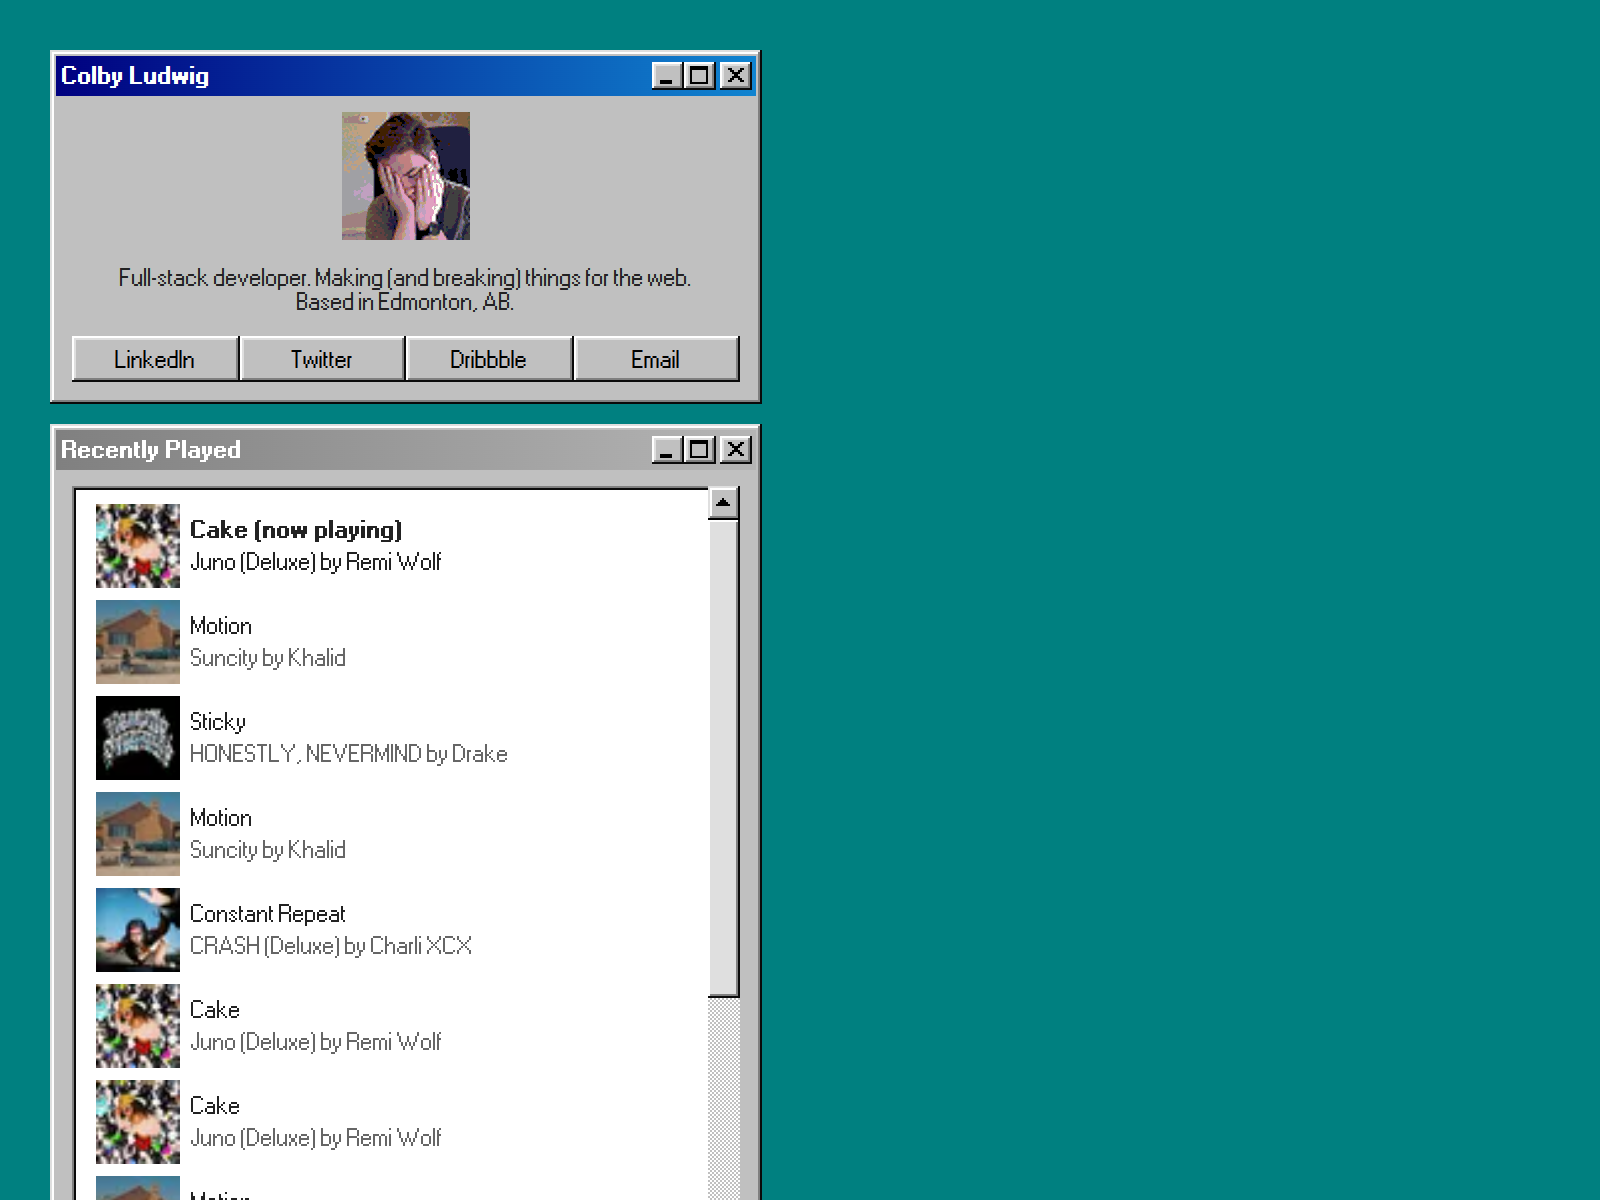 Colby Ludwig
Full-stack developer. Making (and breaking) things for the web.
Based in Edmonton, AB.
LinkedIn
Twitter
Dribbble
Email
Recently Played
Cake (now playing)
Juno (Deluxe) by Remi Wolf
Motion
Suncity by Khalid
Sticky
HONESTLY, NEVERMIND by Drake
Motion
Suncity by Khalid
Constant Repeat
CRASH (Deluxe) by Charli XCX
Cake
Juno (Deluxe) by Remi Wolf
Cake
Juno (Deluxe) by Remi Wolf
Motion